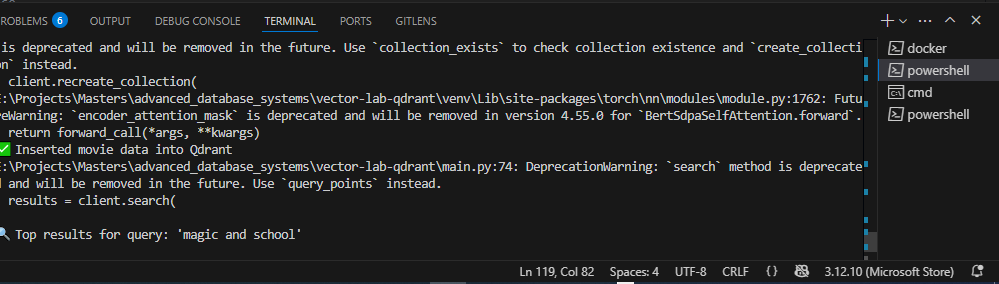 ROBLEMS 6 OUTPUT DEBUG CONSOLE TERMINAL PORTS GITLENS
is deprecated and will be removed in the future. Use `collection_exists` to check collection existence and `create_collecti
on` instead.
client.recreate_collection(
E:\Projects\Masters\advanced_database_systems\vector-lab-qdrant\venv\Lib\site-packages\torch\nn\modules\module.py:1762: Futu
reWarning: `encoder_attention_mask` is deprecated and will be removed in version 4.55.0 for `BertSdpaSelfAttention.forward`.
return forward_call(*args, **kwargs)
✅ Inserted movie data into Qdrant
E:\Projects\Masters\advanced_database_systems\vector-lab-qdrant\main.py:74: DeprecationWarning: `search` method is deprecate
d and will be removed in the future. Use `query_points` instead.
results = client.search(
🔍 Top results for query: 'magic and school'
docker
powershell
cmd
powershell
Ln 119, Col 82 Spaces: 4 UTF-8 CRLF {} 3.12.10 (Microsoft Store)